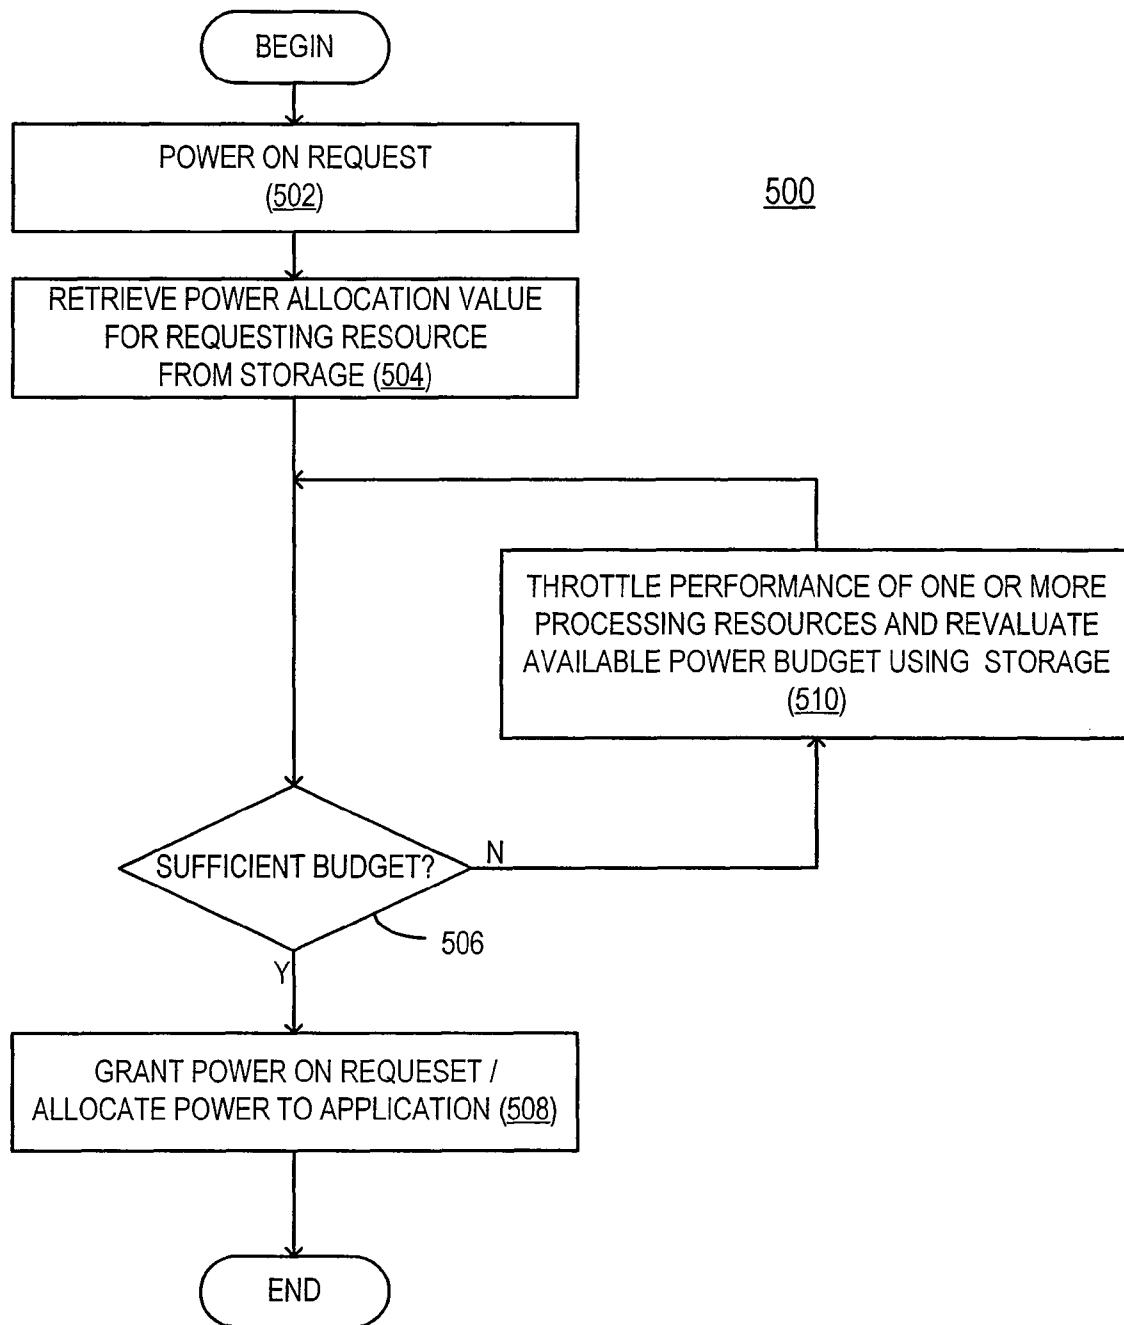 BEGIN
POWER ON REQUEST
(502)
500
RETRIEVE POWER ALLOCATION VALUE
FOR REQUESTING RESOURCE
FROM STORAGE (504)
THROTTLE PERFORMANCE OF ONE OR MORE
PROCESSING RESOURCES AND REVALUATE
AVAILABLE POWER BUDGET USING STORAGE
(510)
SUFFICIENT BUDGET?
N
506
Y
GRANT POWER ON REQUESET /
ALLOCATE POWER TO APPLICATION (508)
END